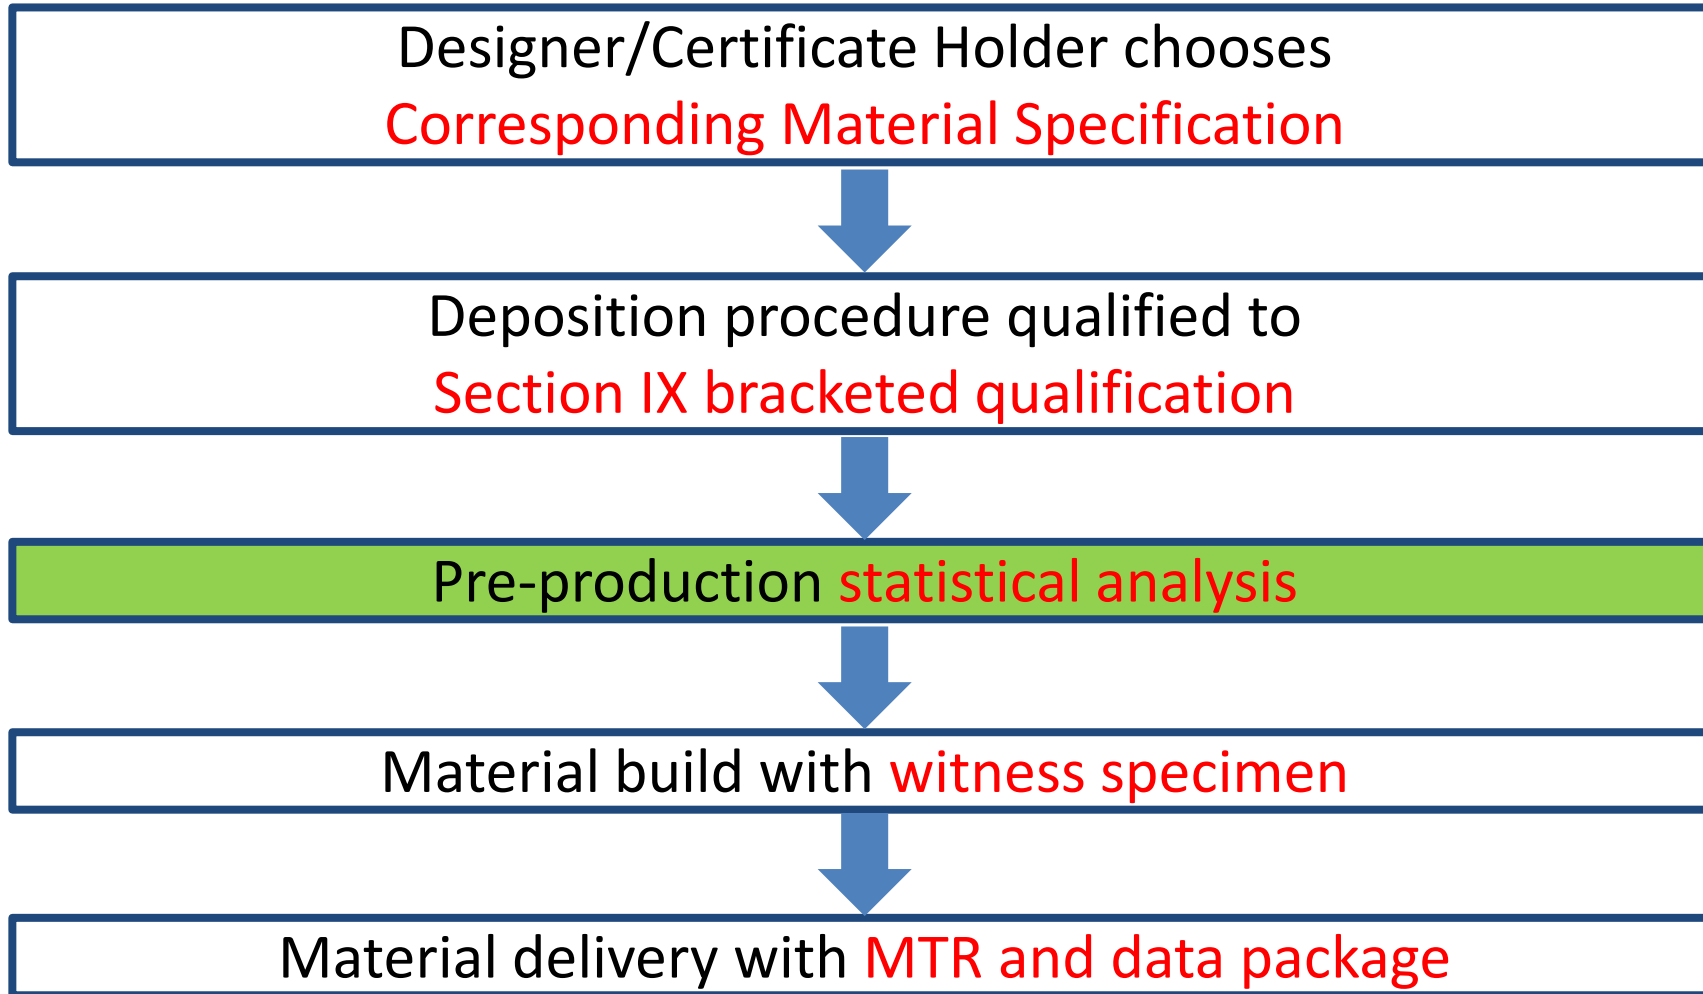 Designer/Certificate Holder chooses
Corresponding Material Specification
Deposition procedure qualified to
Section IX bracketed qualification
Pre-production statistical analysis
Material build with witness specimen
Material delivery with MTR and data package